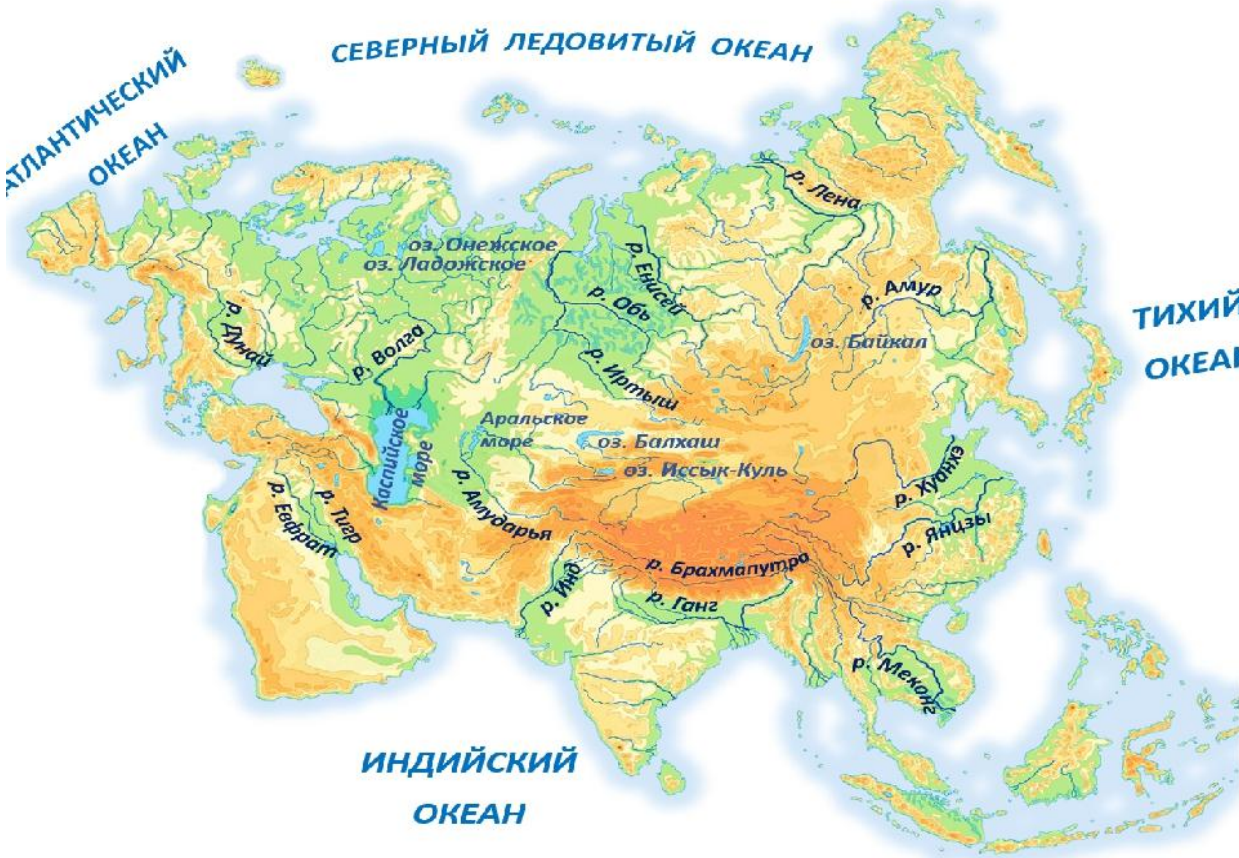 СЕВЕРНЫЙ ЛЕДОВИТЫЙ ОКЕАН
АТЛАНТИЧЕСКИЙ
ОКЕАН
р. Лена
оз. Онежское
оз. Ладожское
р. Енисей
р. Обь
р. Амур
р. Дунай
р. Волга
оз. Байкал
ТИХИЙ
ОКЕАН
р. Иртыш
Каспийское
море
Аральское
море
оз. Балхаш
оз. Иссык-Куль
р. Хуанхэ
р. Тигр
р. Евфрат
р. Амударья
р. Янцзы
р. Инд
р. Брахмапутра
р. Ганг
р. Меконг
ИНДИЙСКИЙ
ОКЕАН